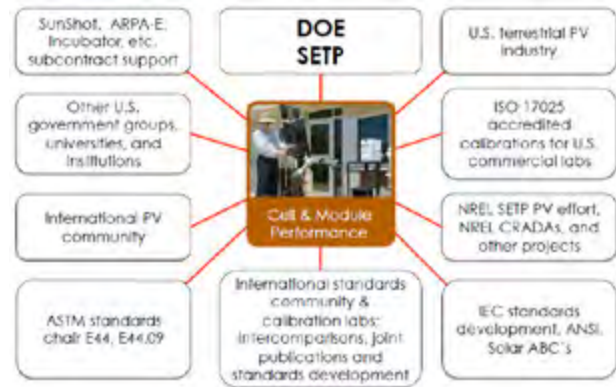 SunShot, ARPA-E,
Incubator, etc.
subcontract support
DOE
SETP
U.S. terrestrial PV
industry
Other U.S.
government groups,
universities, and
institutions
ISO 17025
accredited
calibrations for U.S.
commercial labs
International PV
community
Cell & Module
Performance
NREL SETP PV effort,
NREL CRADAs, and
other projects
ASTM standards
chair E44, E44.09
International standards
community &
calibration labs;
intercomparisons, joint
publications and
standards development
IEC standards
development, ANSI,
Solar ABC's